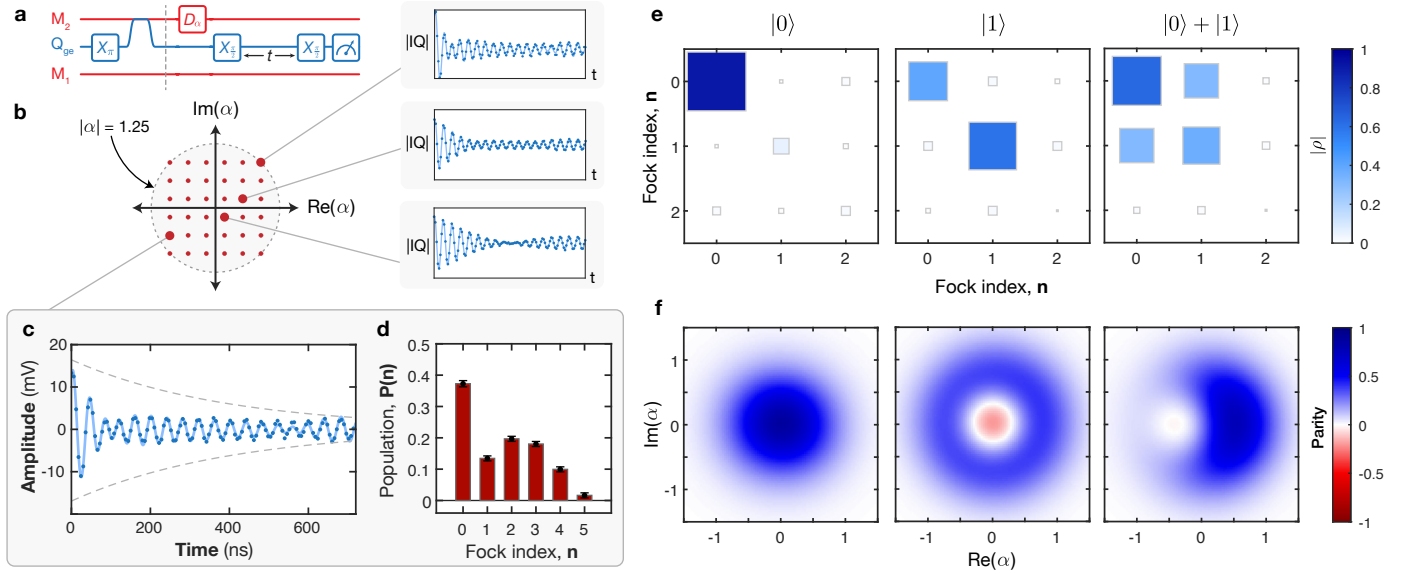 a
M₂
Q_ge
M₁
D_α
X_π
X_π/2
t
X_π/2
b
|α| = 1.25
Im(α)
Re(α)
|IQ|
t
|IQ|
t
|IQ|
t
c
Amplitude (mV)
20
10
0
-10
0
200
400
600
Time (ns)
d
Population, P(n)
0.5
0.4
0.3
0.2
0.1
0
0 1 2 3 4 5
Fock index, n
e
|0⟩
|1⟩
|0⟩ + |1⟩
Fock index, n
0
1
2
0 1 2
0 1 2
0 1 2
Fock index, n
1
0.8
0.6
0.4
0.2
0
|ρ|
f
Im(α)
1
0
-1
-1 0 1
-1 0 1
-1 0 1
Re(α)
Parity
1
0.5
0
-0.5
-1